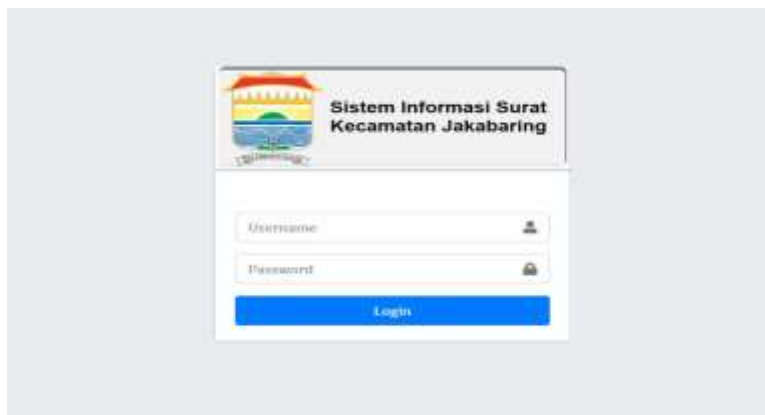 Sistem Informasi Surat
Kecamatan Jakabaring
Username
Password
Login